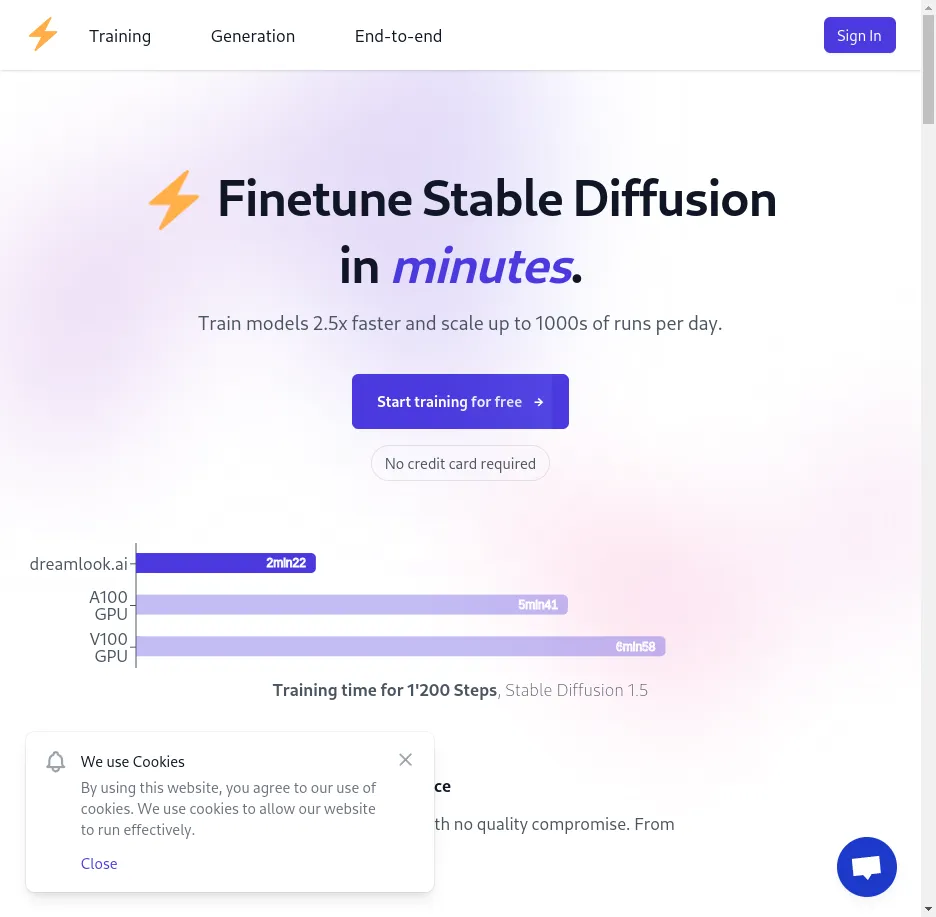 Training
Generation
End-to-end
Sign In
Finetune Stable Diffusion
in minutes.
Train models 2.5x faster and scale up to 1000s of runs per day.
Start training for free →
No credit card required
dreamlook.ai
2min22
A100
GPU
5min41
V100
GPU
6min58
Training time for 1'200 Steps, Stable Diffusion 1.5
We use Cookies
By using this website, you agree to our use of
cookies. We use cookies to allow our website
to run effectively.
Close
no quality compromise. From